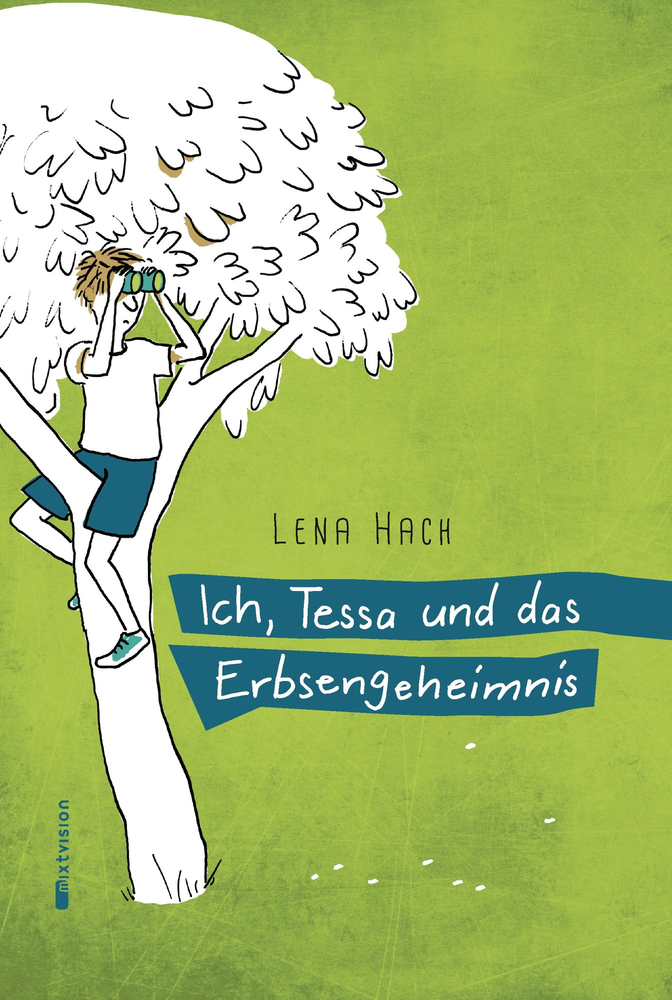 LENA HACH
Ich, Tessa und das
Erbsengeheimnis
mixtvision